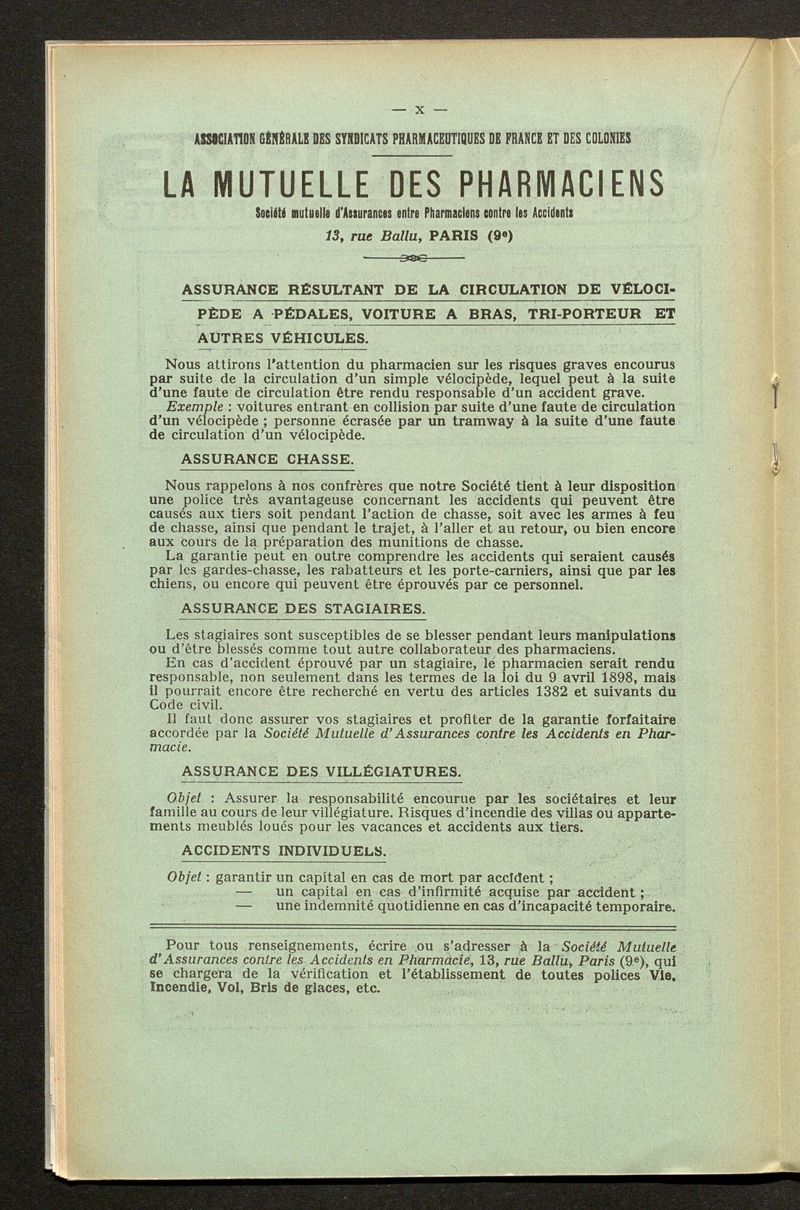 — X —
ASSOCIATION GÉNÉRALE DES SYNDICATS PHARMACEUTIQUES DE FRANCE ET DES COLONIES
LA MUTUELLE DES PHARMACIENS
Société mutuelle d'Assurances entre Pharmaciens contre les Accidents
13, rue Ballu, PARIS (9e)
ASSURANCE RÉSULTANT DE LA CIRCULATION DE VÉLOCI-
PÈDE A PÉDALES, VOITURE A BRAS, TRI-PORTEUR ET
AUTRES VÉHICULES.
Nous attirons l'attention du pharmacien sur les risques graves encourus
par suite de la circulation d'un simple vélocipède, lequel peut à la suite
d'une faute de circulation être rendu responsable d'un accident grave.
Exemple : voitures entrant en collision par suite d'une faute de circulation
d'un vélocipède ; personne écrasée par un tramway à la suite d'une faute
de circulation d'un vélocipède.
ASSURANCE CHASSE.
Nous rappelons à nos confrères que notre Société tient à leur disposition
une police très avantageuse concernant les accidents qui peuvent être
causés aux tiers soit pendant l'action de chasse, soit avec les armes à feu
de chasse, ainsi que pendant le trajet, à l'aller et au retour, ou bien encore
aux cours de la préparation des munitions de chasse.
La garantie peut en outre comprendre les accidents qui seraient causés
par les gardes-chasse, les rabatteurs et les porte-carniers, ainsi que par les
chiens, ou encore qui peuvent être éprouvés par ce personnel.
ASSURANCE DES STAGIAIRES.
Les stagiaires sont susceptibles de se blesser pendant leurs manipulations
ou d'être blessés comme tout autre collaborateur des pharmaciens.
En cas d'accident éprouvé par un stagiaire, le pharmacien serait rendu
responsable, non seulement dans les termes de la loi du 9 avril 1898, mais
il pourrait encore être recherché en vertu des articles 1382 et suivants du
Code civil.
Il faut donc assurer vos stagiaires et profiter de la garantie forfaitaire
accordée par la Société Mutuelle d'Assurances contre les Accidents en Phar-
macie.
ASSURANCE DES VILLÉGIATURES.
Objet : Assurer la responsabilité encourue par les sociétaires et leur
famille au cours de leur villégiature. Risques d'incendie des villas ou apparte-
ments meublés loués pour les vacances et accidents aux tiers.
ACCIDENTS INDIVIDUELS.
Objet : garantir un capital en cas de mort par accident ;
— un capital en cas d'infirmité acquise par accident ;
— une indemnité quotidienne en cas d'incapacité temporaire.
Pour tous renseignements, écrire ou s'adresser à la Société Mutuelle
d'Assurances contre les Accidents en Pharmacie, 13, rue Ballu, Paris (9e), qui
se chargera de la vérification et l'établissement de toutes polices Vie,
Incendie, Vol, Bris de glaces, etc.